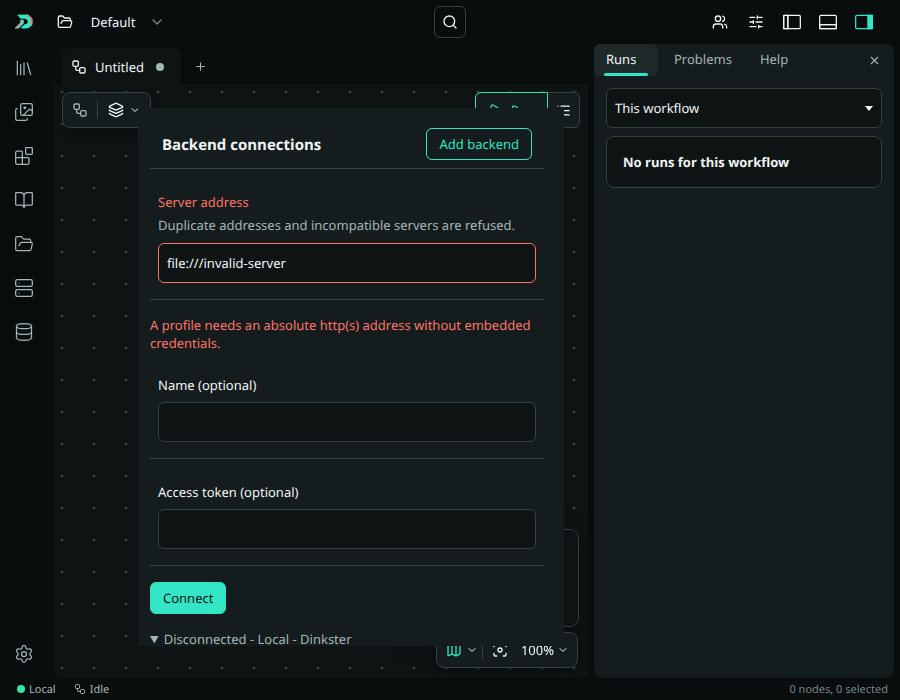 Default
Untitled
Runs
Problems
Help
This workflow
No runs for this workflow
Backend connections
Add backend
Server address
Duplicate addresses and incompatible servers are refused.
file:///invalid-server
A profile needs an absolute http(s) address without embedded
credentials.
Name (optional)
Access token (optional)
Connect
Disconnected - Local - Dinkster
100%
Local
Idle
0 nodes, 0 selected